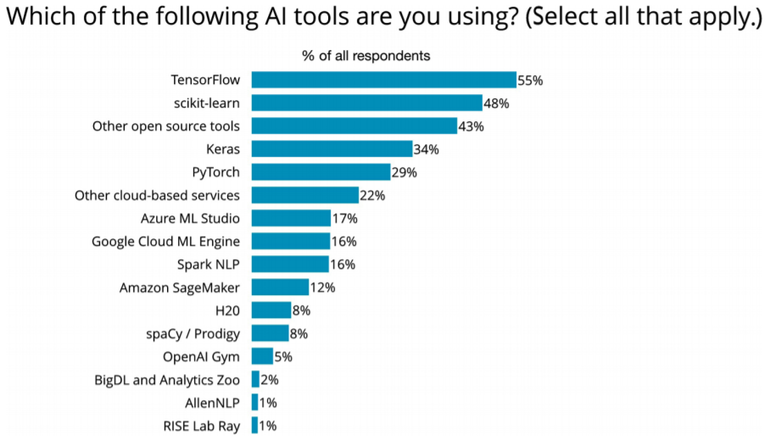 Which of the following AI tools are you using? (Select all that apply.)
% of all respondents
TensorFlow 55%
scikit-learn 48%
Other open source tools 43%
Keras 34%
PyTorch 29%
Other cloud-based services 22%
Azure ML Studio 17%
Google Cloud ML Engine 16%
Spark NLP 16%
Amazon SageMaker 12%
H20 8%
spaCy / Prodigy 8%
OpenAI Gym 5%
BigDL and Analytics Zoo 2%
AllenNLP 1%
RISE Lab Ray 1%